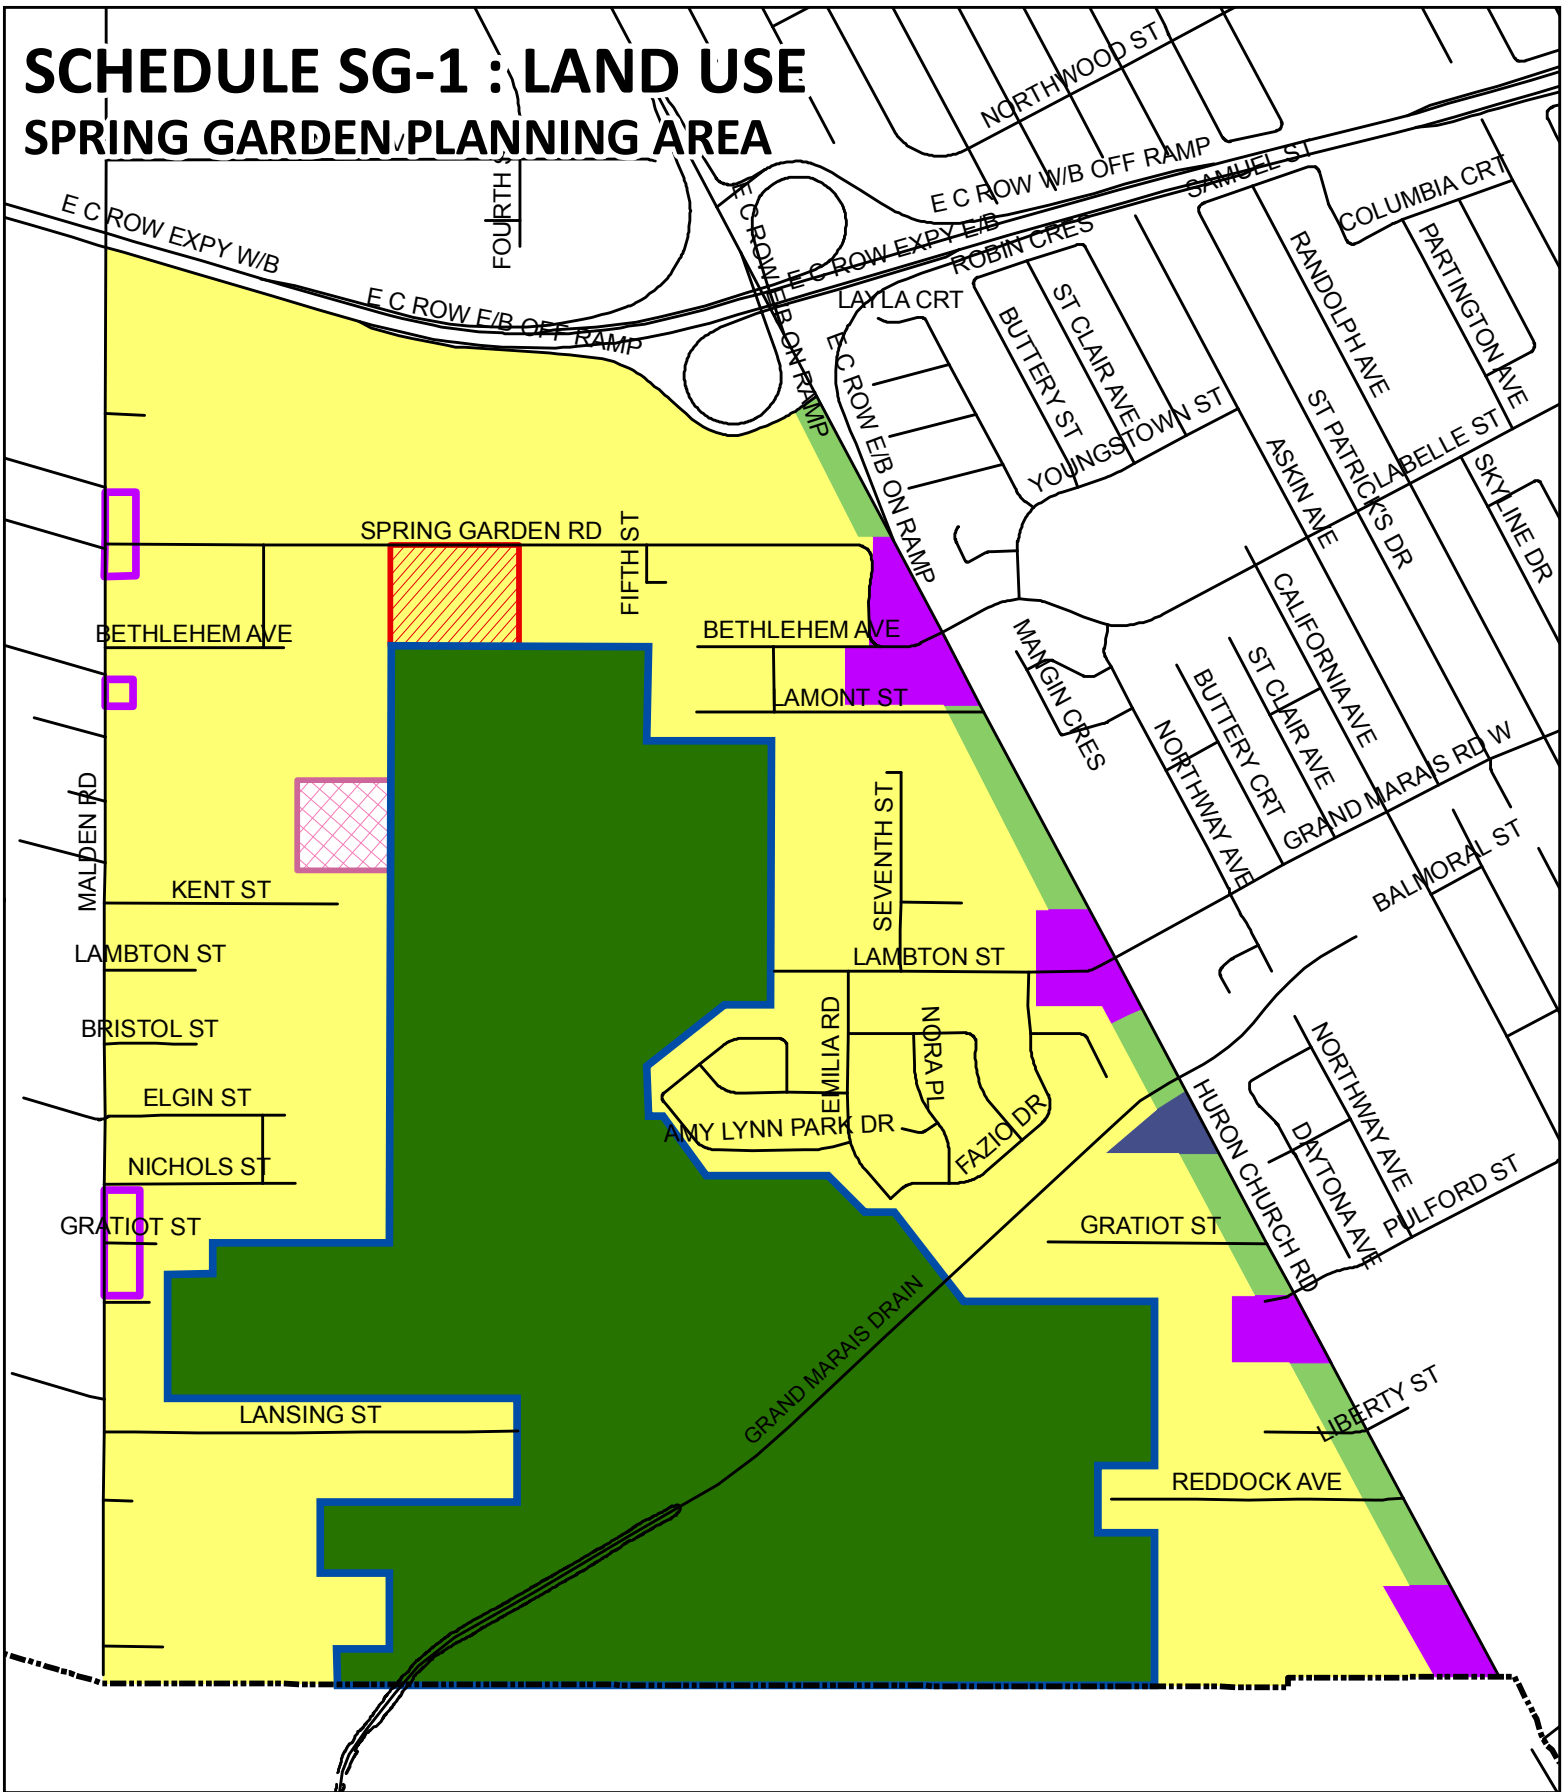 SCHEDULE SG-1 : LAND USE
SPRING GARDEN PLANNING AREA
NORTHWOOD ST
E C ROW W/B OFF RAMP
SAMUEL ST
COLUMBIA CRT
FOURTH S
E C ROW EXPY W/B
E C ROW E/B ON RAMP
E C ROW EXPY E/B
ROBIN CRES
RANDOLPH AVE
PARTINGTON AVE
E C ROW E/B OFF RAMP
LAYLA CRT
BUTTERY ST
ST CLAIR AVE
E C ROW E/B ON RAMP
YOUNGSTOWN ST
ASKIN AVE
ST PATRICK'S DR
LABELLE ST
SKYLINE DR
SPRING GARDEN RD
FIFTH ST
BETHLEHEM AVE
BETHLEHEM AVE
LAMONT ST
MANGIN CRES
CALIFORNIA AVE
ST CLAIR AVE
BUTTERY CRT
NORTHWAY AVE
GRAND MARAIS RD W
MALDEN RD
SEVENTH ST
BALMORAL ST
KENT ST
LAMBTON ST
LAMBTON ST
BRISTOL ST
EMILIA RD
NORA PL
ELGIN ST
AMY LYNN PARK DR
FAZIO DR
NORTHWAY AVE
HURON CHURCH RD
DAYTONA AVE
PULFORD ST
NICHOLS ST
GRATIOT ST
GRATIOT ST
GRAND MARAIS DRAIN
LANSING ST
LIBERTY ST
REDDOCK AVE